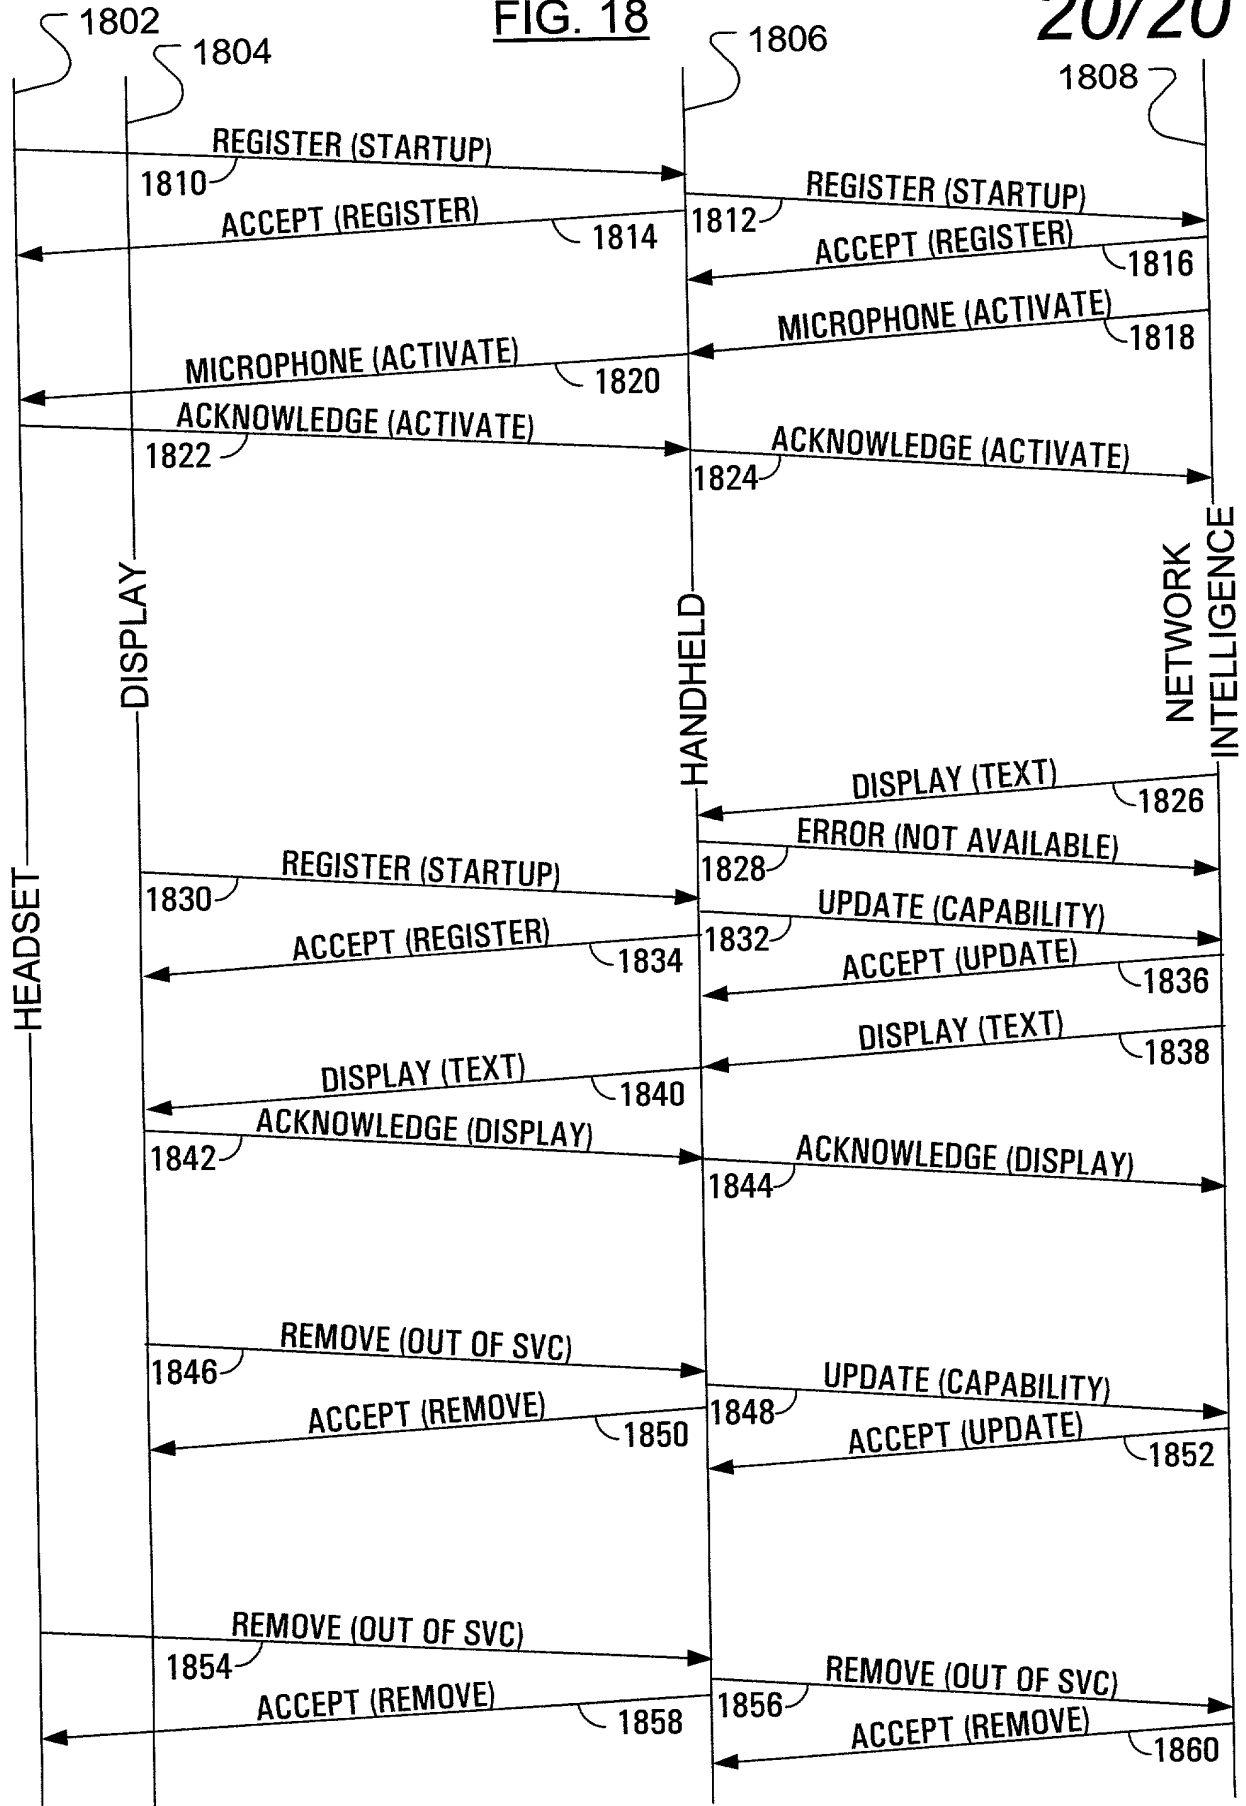 FIG. 18
20/20
1802
1804
1806
1808
REGISTER (STARTUP)
1810
REGISTER (STARTUP)
1812
ACCEPT (REGISTER)
1814
ACCEPT (REGISTER)
1816
MICROPHONE (ACTIVATE)
1818
MICROPHONE (ACTIVATE)
1820
ACKNOWLEDGE (ACTIVATE)
1822
ACKNOWLEDGE (ACTIVATE)
1824
HEADSET
DISPLAY
HANDHELD
NETWORK
INTELLIGENCE
DISPLAY (TEXT)
1826
ERROR (NOT AVAILABLE)
1828
REGISTER (STARTUP)
1830
UPDATE (CAPABILITY)
1832
ACCEPT (REGISTER)
1834
ACCEPT (UPDATE)
1836
DISPLAY (TEXT)
1838
DISPLAY (TEXT)
1840
ACKNOWLEDGE (DISPLAY)
1842
ACKNOWLEDGE (DISPLAY)
1844
REMOVE (OUT OF SVC)
1846
UPDATE (CAPABILITY)
1848
ACCEPT (REMOVE)
1850
ACCEPT (UPDATE)
1852
REMOVE (OUT OF SVC)
1854
REMOVE (OUT OF SVC)
1856
ACCEPT (REMOVE)
1858
ACCEPT (REMOVE)
1860